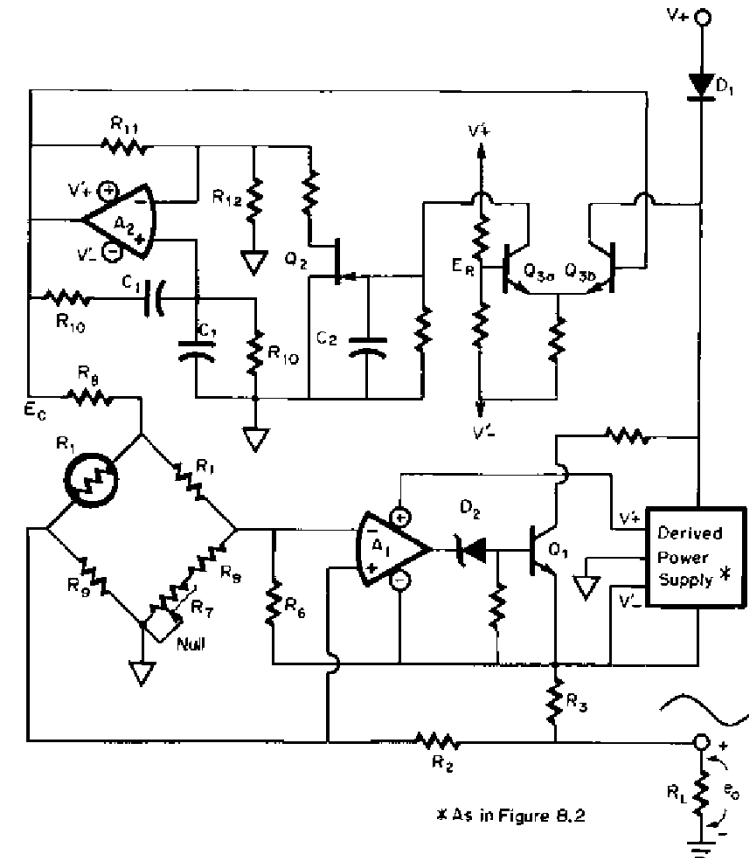 V+
D1
R11
V'+
+
−
A2
+
V'−
−
R12
Q2
V'+
ER
Q3a
Q3b
C1
R10
C1
R10
C2
V'−
R8
EC
R1
R1
R9
R8
R7
Null
R6
+
−
A1
+
−
D2
Q1
V'+
V'−
Derived
Power
Supply *
R3
R2
+
RL
eo
−
* As in Figure 8.2